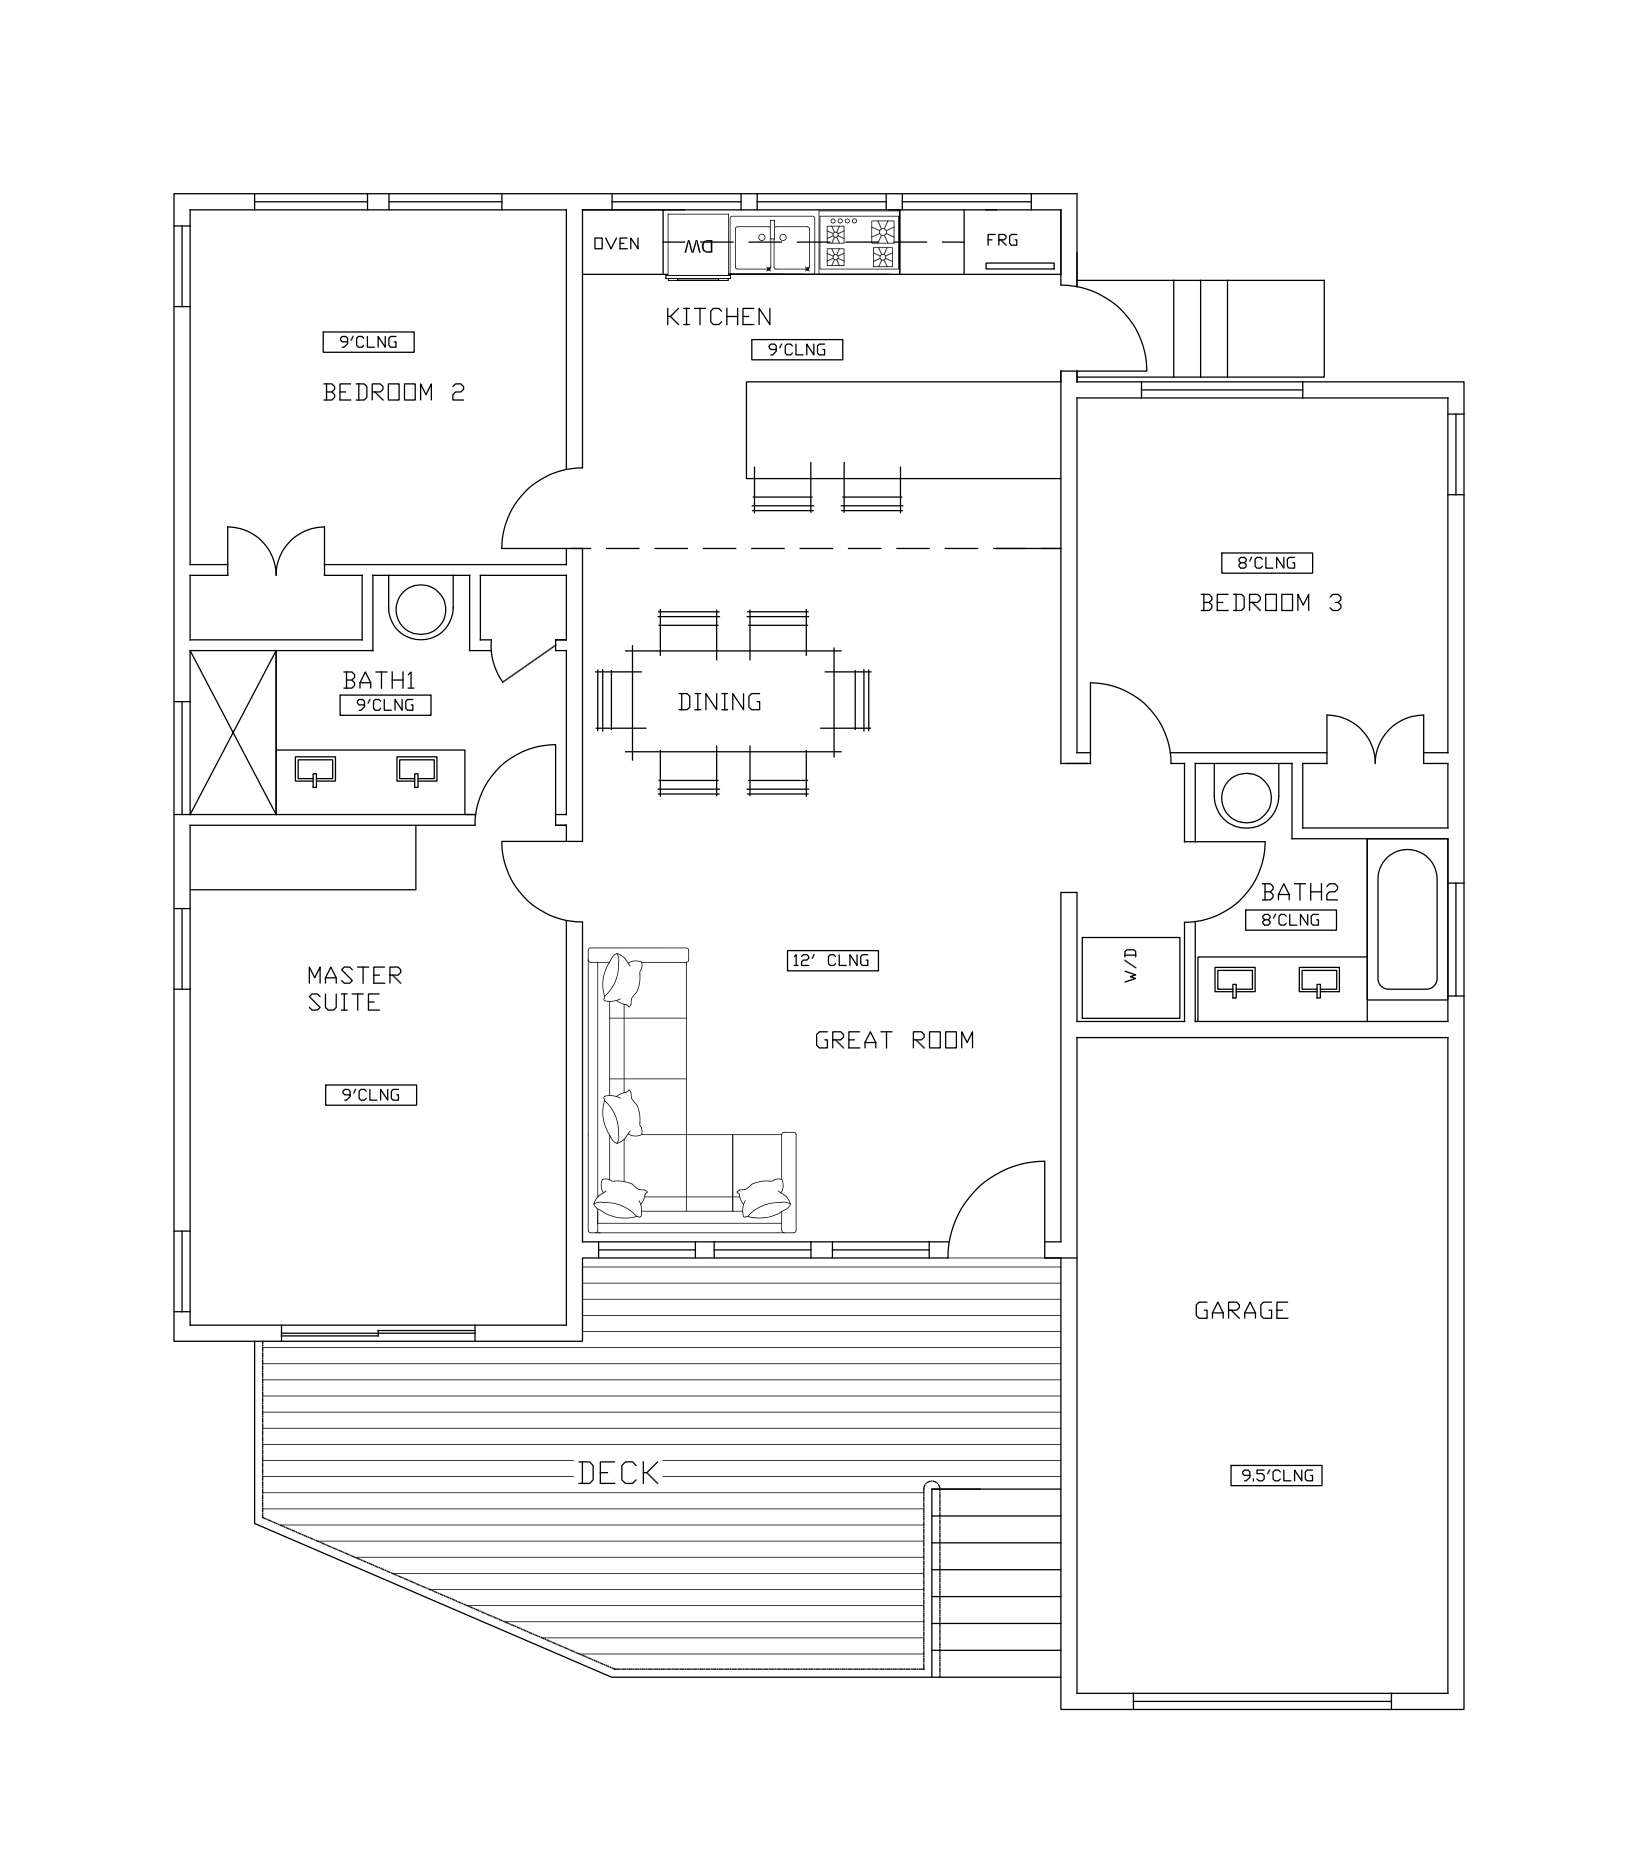 OVEN
DW
FRG
KITCHEN
9'CLNG
9'CLNG
BEDROOM 2
8'CLNG
BEDROOM 3
BATH1
9'CLNG
DINING
BATH2
8'CLNG
W/D
MASTER
SUITE
12' CLNG
GREAT ROOM
9'CLNG
GARAGE
DECK
9.5'CLNG